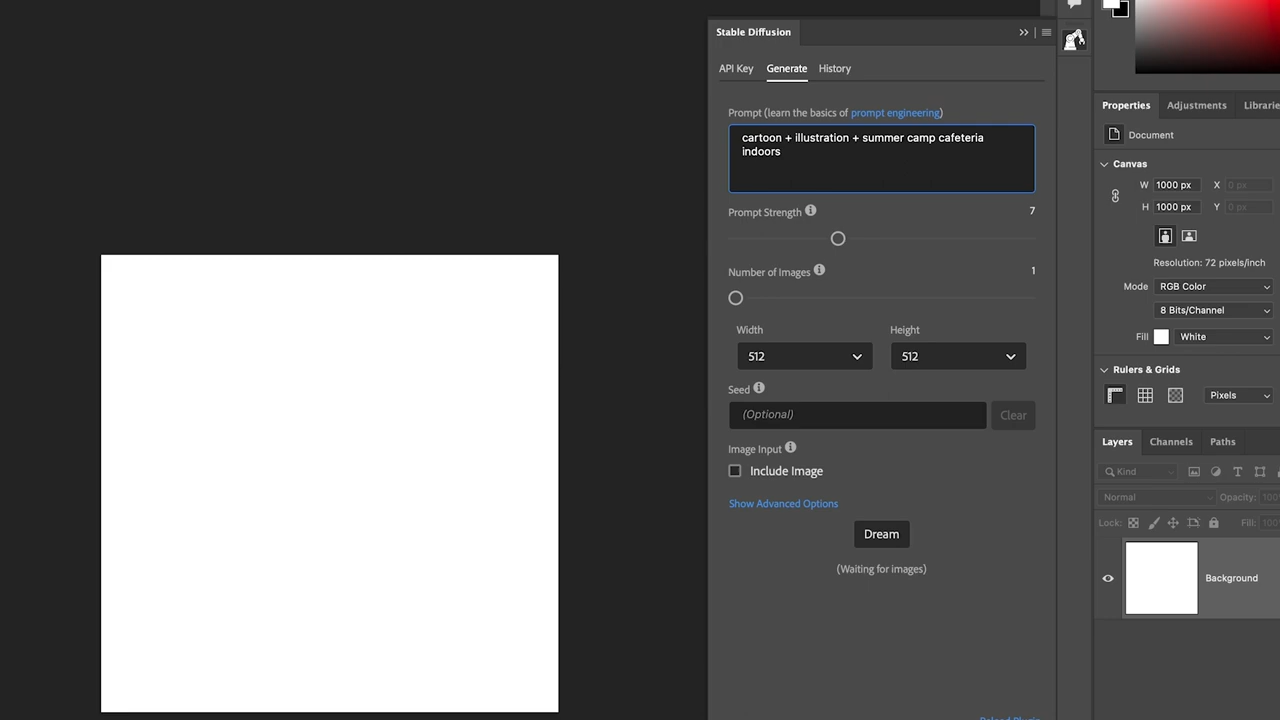 Stable Diffusion
API Key Generate History
Prompt (learn the basics of prompt engineering)
cartoon + illustration + summer camp cafeteria
indoors
Prompt Strength
7
Number of Images
1
Width
Height
512
512
Seed
(Optional)
Clear
Image Input
Include Image
Show Advanced Options
Dream
(Waiting for images)
Properties Adjustments Librarie
Document
Canvas
W 1000 px X 0 px
H 1000 px Y 0 px
Resolution: 72 pixels/inch
Mode RGB Color
8 Bits/Channel
Fill White
Rulers & Grids
Pixels
Layers Channels Paths
Kind
Normal Opacity: 100
Lock: Fill: 100
Background